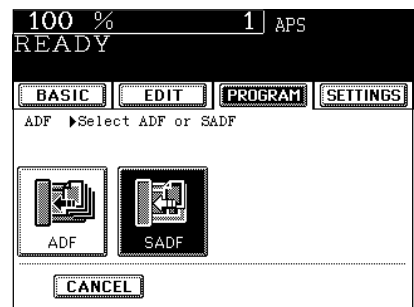 100 % 1 APS
READY
BASIC EDIT PROGRAM SETTINGS
ADF ▶Select ADF or SADF
ADF SADF
CANCEL